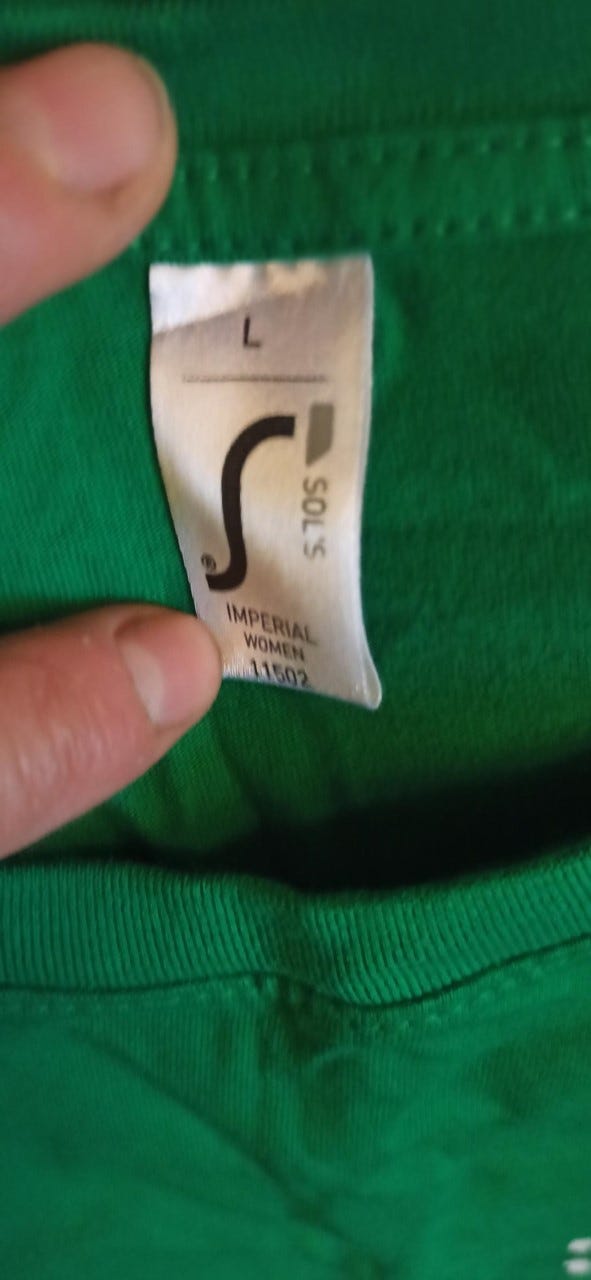 L
SOL'S
®
IMPERIAL
WOMEN
11502